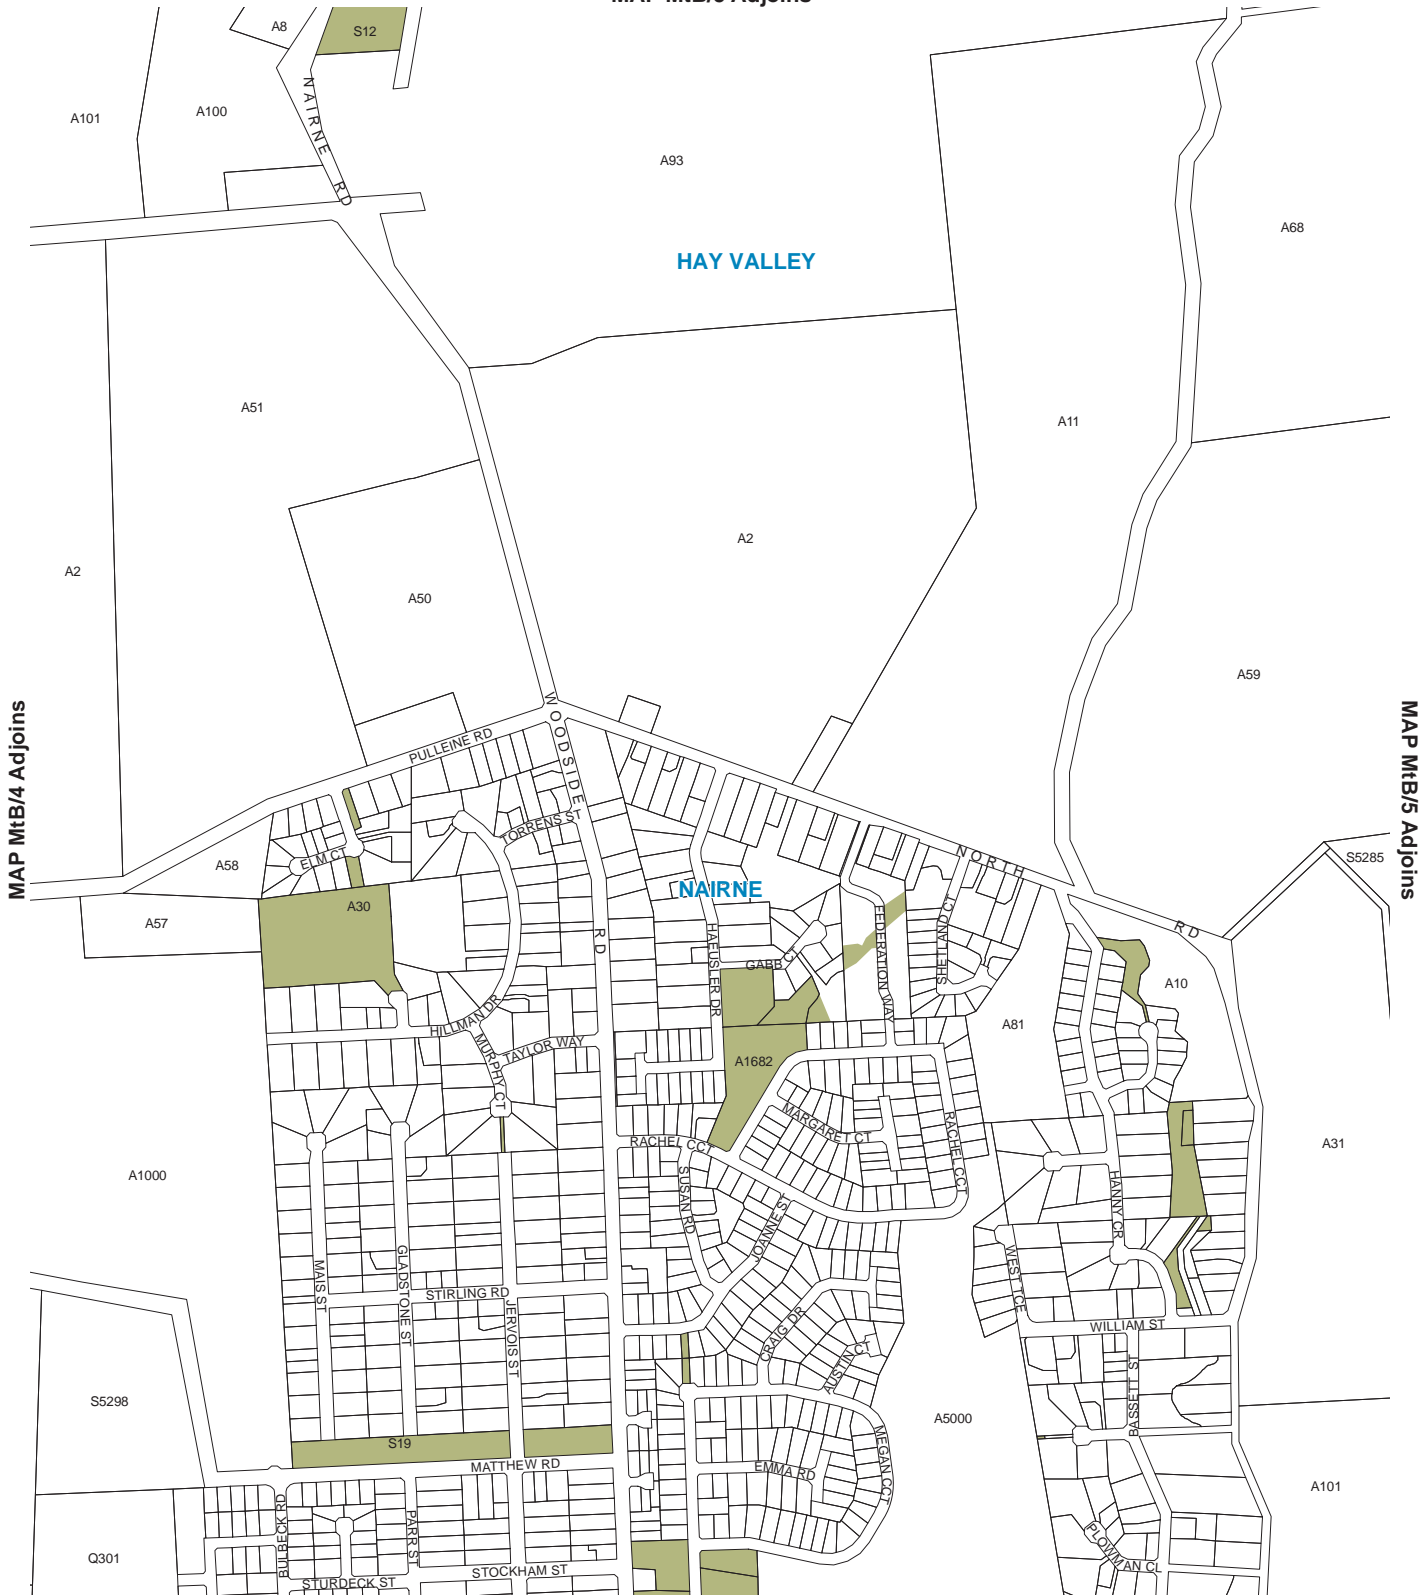 A8
S12
NAIRNE RD
A101
A100
A93
A68
HAY VALLEY
A51
A11
A2
A2
A50
A59
MAP MtB/4 Adjoins
MAP MtB/5 Adjoins
WOODSIDE RD
PULLEINE RD
TORRENS ST
ELM CT
A58
NORTH RD
S5285
NAIRNE
A30
A57
HAEUSLER DR
FEDERATION WAY
SHETLAND CT
GABB CT
A10
HILLMAN DR
A81
MURPHY CT
TAYLOR WAY
A1682
MARGARET CT
RACHEL CCT
RACHEL CCT
A31
A1000
SUSAN RD
JOANNE ST
HANNY CR
WEST TCE
MAIS ST
GLADSTONE ST
STIRLING RD
JERVOIS ST
CRAIG DR
WILLIAM ST
AUSTIN CT
BASSETT ST
S5298
A5000
S19
MATTHEW RD
EMMA RD
MEGAN CCT
A101
BULBECK RD
PARR ST
Q301
STURDECK ST
STOCKHAM ST
PLOWMAN CL